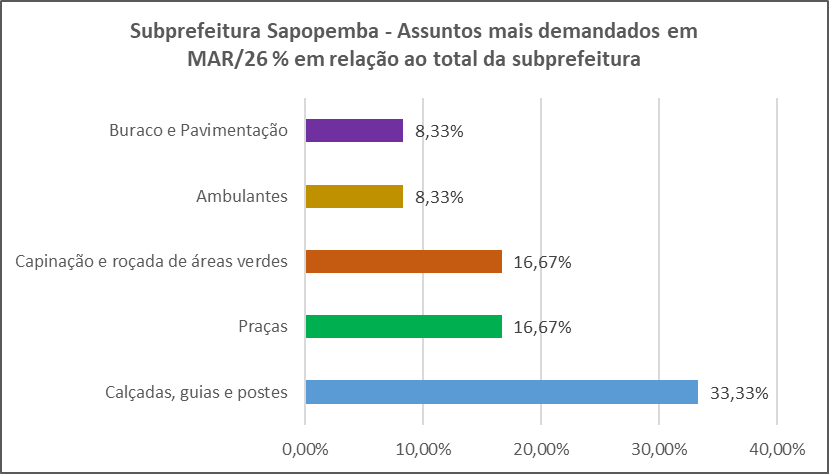 Subprefeitura Sapopemba - Assuntos mais demandados em
MAR/26 % em relação ao total da subprefeitura
Buraco e Pavimentação 8,33%
Ambulantes 8,33%
Capinação e roçada de áreas verdes 16,67%
Praças 16,67%
Calçadas, guias e postes 33,33%
0,00% 10,00% 20,00% 30,00% 40,00%